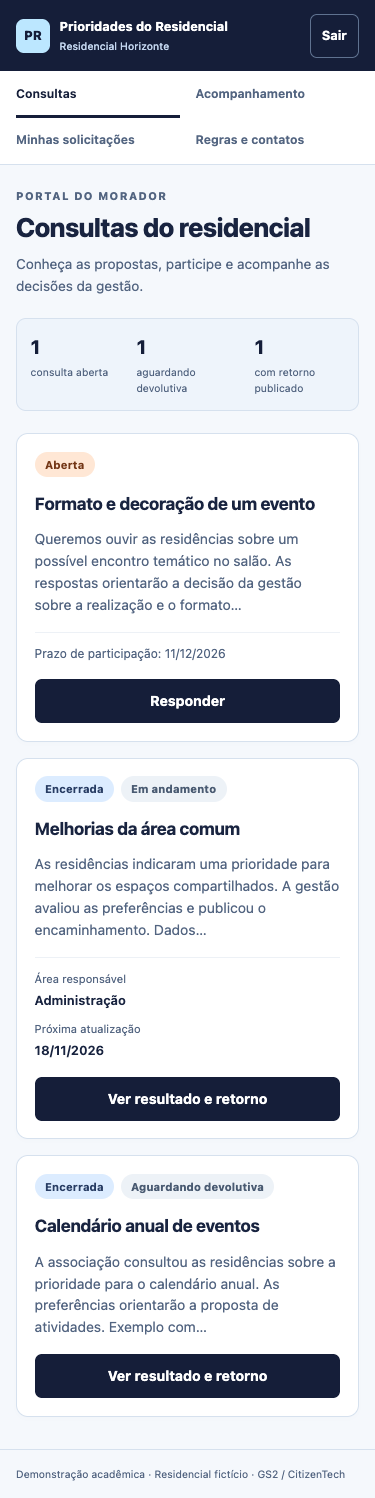 PR
Prioridades do Residencial
Residencial Horizonte
Sair
Consultas
Acompanhamento
Minhas solicitações
Regras e contatos
PORTAL DO MORADOR
Consultas do residencial
Conheça as propostas, participe e acompanhe as
decisões da gestão.
1
consulta aberta
1
aguardando
devolutiva
1
com retorno
publicado
Aberta
Formato e decoração de um evento
Queremos ouvir as residências sobre um
possível encontro temático no salão. As
respostas orientarão a decisão da gestão
sobre a realização e o formato...
Prazo de participação: 11/12/2026
Responder
Encerrada
Em andamento
Melhorias da área comum
As residências indicaram uma prioridade para
melhorar os espaços compartilhados. A gestão
avaliou as preferências e publicou o
encaminhamento. Dados...
Área responsável
Administração
Próxima atualização
18/11/2026
Ver resultado e retorno
Encerrada
Aguardando devolutiva
Calendário anual de eventos
A associação consultou as residências sobre a
prioridade para o calendário anual. As
preferências orientarão a proposta de
atividades. Exemplo com...
Ver resultado e retorno
Demonstração acadêmica · Residencial fictício · GS2 / CitizenTech